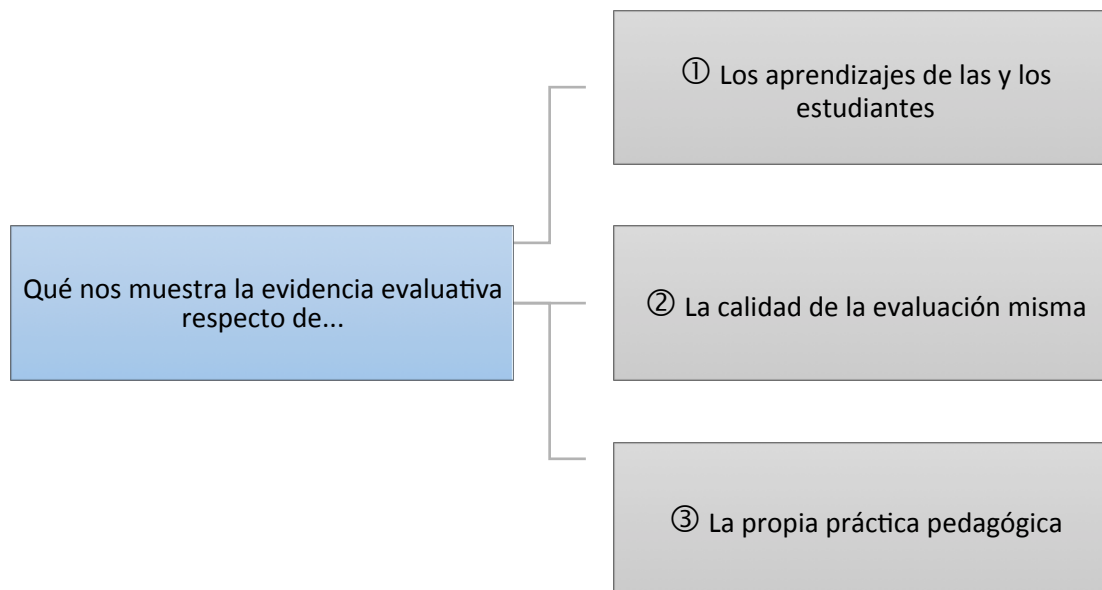 ① Los aprendizajes de las y los
estudiantes
Qué nos muestra la evidencia evaluativa
respecto de...
② La calidad de la evaluación misma
③ La propia práctica pedagógica